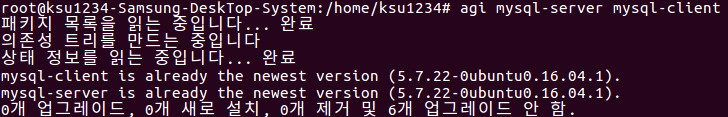 root@ksu1234-Samsung-DeskTop-System:/home/ksu1234# agi mysql-server mysql-client
패키지 목록을 읽는 중입니다... 완료
의존성 트리를 만드는 중입니다
상태 정보를 읽는 중입니다... 완료
mysql-client is already the newest version (5.7.22-0ubuntu0.16.04.1).
mysql-server is already the newest version (5.7.22-0ubuntu0.16.04.1).
0개 업그레이드, 0개 새로 설치, 0개 제거 및 6개 업그레이드 안 함.